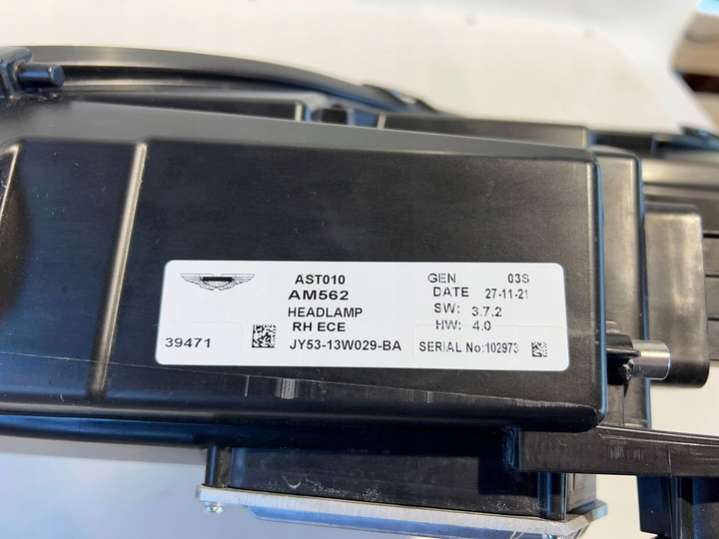 AST010
AM562
HEADLAMP
RH ECE
39471
JY53-13W029-BA
GEN 03S
DATE 27-11-21
SW: 3.7.2
HW: 4.0
SERIAL No:102973